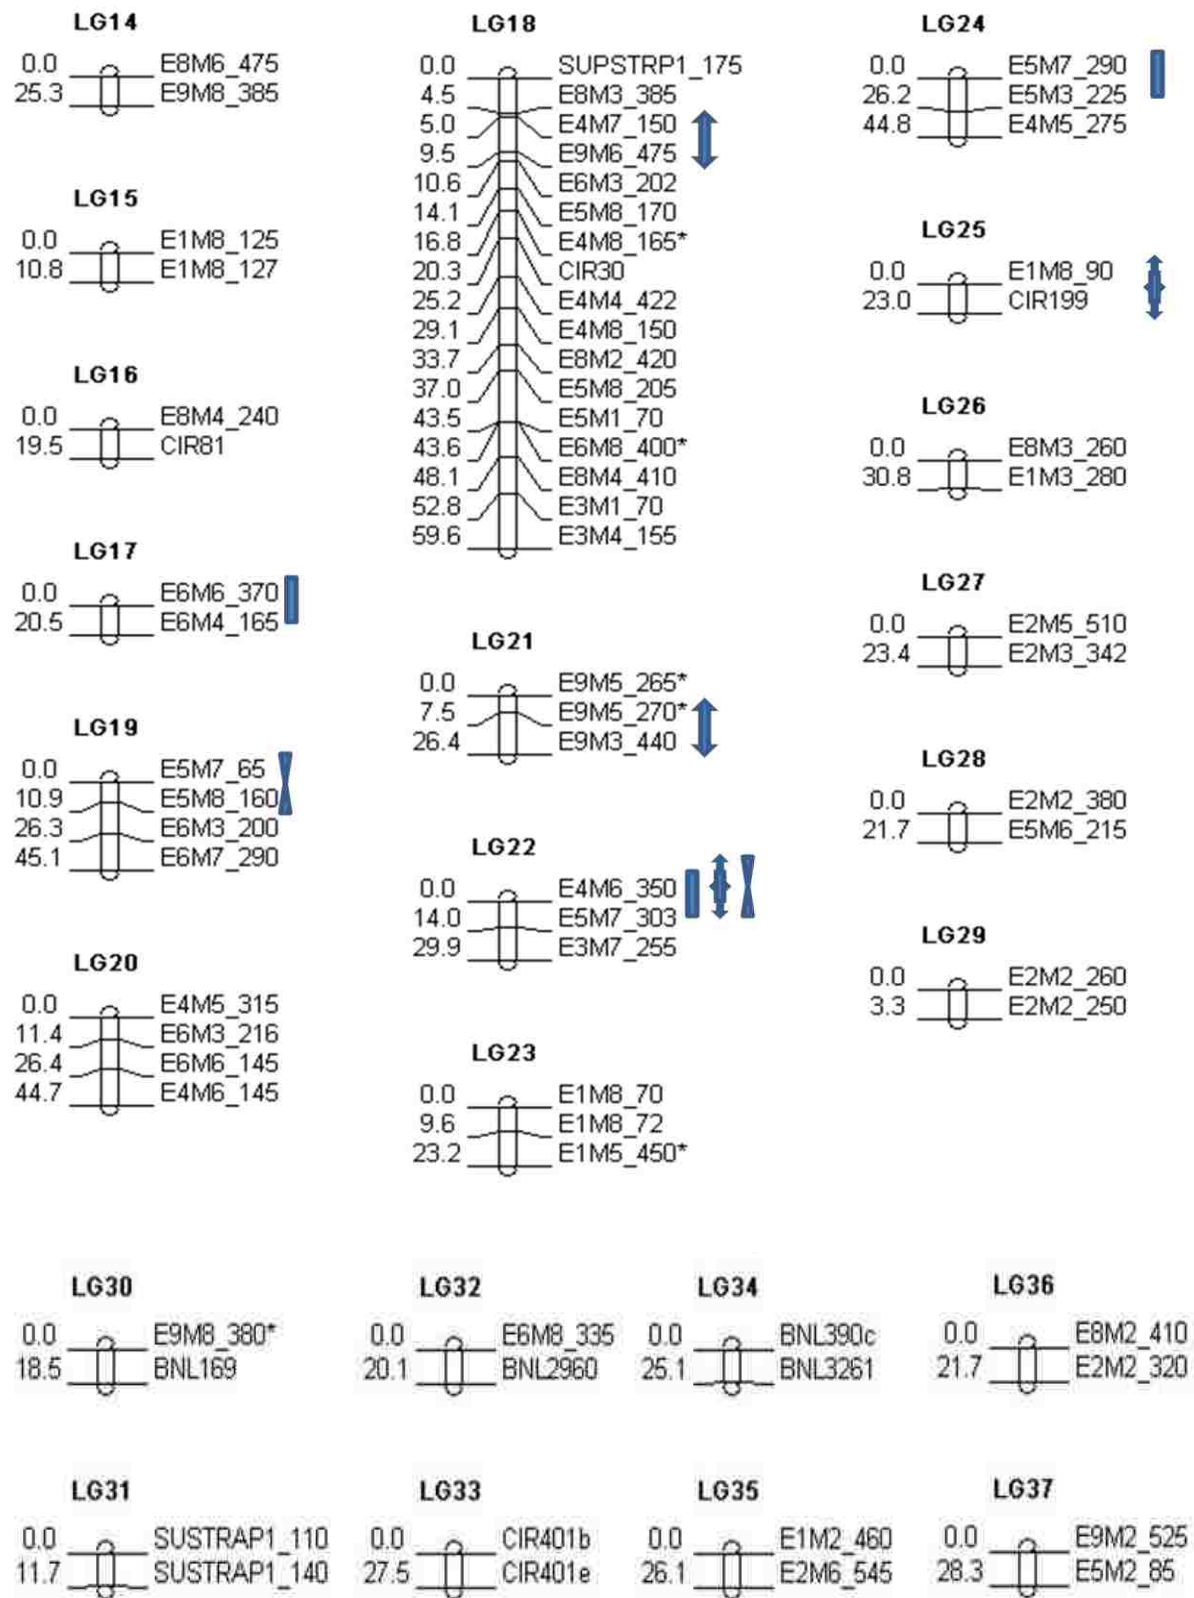 LG14
0.0 E8M6_475
25.3 E9M8_385
LG15
0.0 E1M8_125
10.8 E1M8_127
LG16
0.0 E8M4_240
19.5 CIR81
LG17
0.0 E6M6_370
20.5 E6M4_165
LG19
0.0 E5M7_65
10.9 E5M8_160
26.3 E6M3_200
45.1 E6M7_290
LG20
0.0 E4M5_315
11.4 E6M3_216
26.4 E6M6_145
44.7 E4M6_145
LG18
0.0 SUPSTRP1_175
4.5 E8M3_385
5.0 E4M7_150
9.5 E9M6_475
10.6 E6M3_202
14.1 E5M8_170
16.8 E4M8_165*
20.3 CIR30
25.2 E4M4_422
29.1 E4M8_150
33.7 E8M2_420
37.0 E5M8_205
43.5 E5M1_70
43.6 E6M8_400*
48.1 E8M4_410
52.8 E3M1_70
59.6 E3M4_155
LG21
0.0 E9M5_265*
7.5 E9M5_270*
26.4 E9M3_440
LG22
0.0 E4M6_350
14.0 E5M7_303
29.9 E3M7_255
LG23
0.0 E1M8_70
9.6 E1M8_72
23.2 E1M5_450*
LG24
0.0 E5M7_290
26.2 E5M3_225
44.8 E4M5_275
LG25
0.0 E1M8_90
23.0 CIR199
LG26
0.0 E8M3_260
30.8 E1M3_280
LG27
0.0 E2M5_510
23.4 E2M3_342
LG28
0.0 E2M2_380
21.7 E5M6_215
LG29
0.0 E2M2_260
3.3 E2M2_250
LG30
0.0 E9M8_380*
18.5 BNL169
LG32
0.0 E6M8_335
20.1 BNL2960
LG34
0.0 BNL390c
25.1 BNL3261
LG36
0.0 E8M2_410
21.7 E2M2_320
LG31
0.0 SUSTRAP1_110
11.7 SUSTRAP1_140
LG33
0.0 CIR401b
27.5 CIR401e
LG35
0.0 E1M2_460
26.1 E2M6_545
LG37
0.0 E9M2_525
28.3 E5M2_85